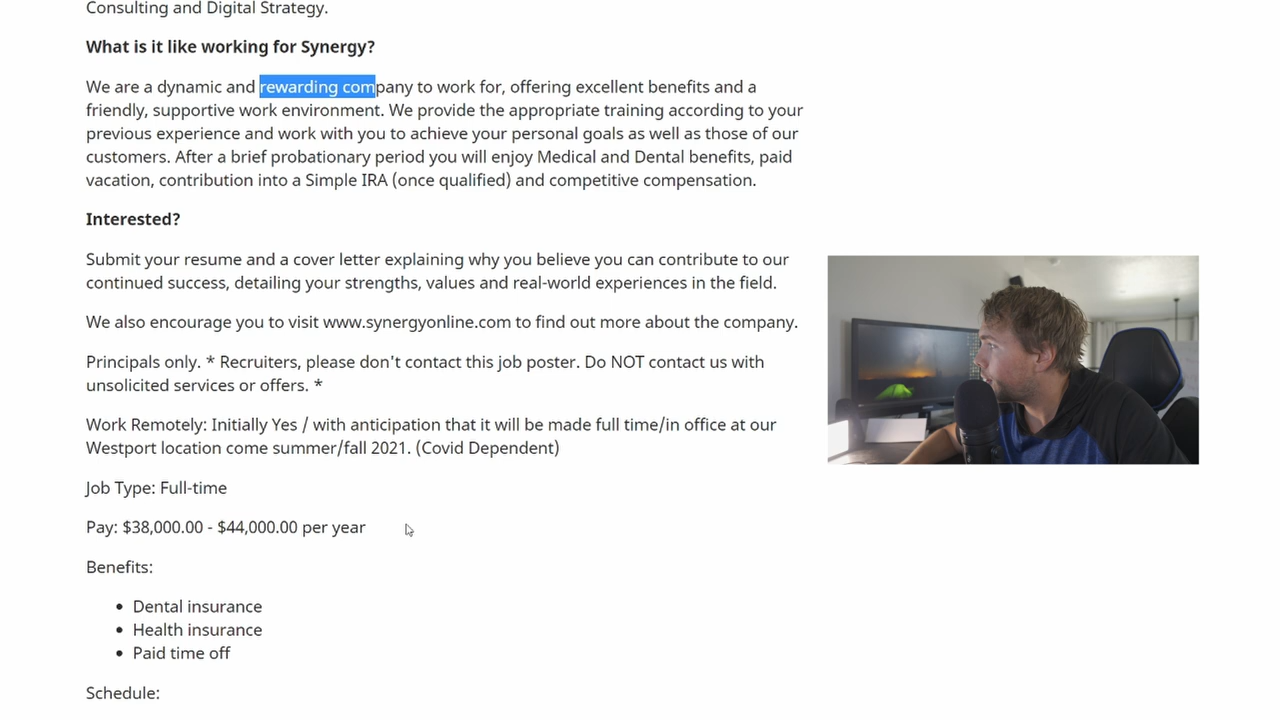 Consulting and Digital Strategy.
What is it like working for Synergy?
We are a dynamic and rewarding company to work for, offering excellent benefits and a
friendly, supportive work environment. We provide the appropriate training according to your
previous experience and work with you to achieve your personal goals as well as those of our
customers. After a brief probationary period you will enjoy Medical and Dental benefits, paid
vacation, contribution into a Simple IRA (once qualified) and competitive compensation.
Interested?
Submit your resume and a cover letter explaining why you believe you can contribute to our
continued success, detailing your strengths, values and real-world experiences in the field.
We also encourage you to visit www.synergyonline.com to find out more about the company.
Principals only. * Recruiters, please don't contact this job poster. Do NOT contact us with
unsolicited services or offers. *
Work Remotely: Initially Yes / with anticipation that it will be made full time/in office at our
Westport location come summer/fall 2021. (Covid Dependent)
Job Type: Full-time
Pay: $38,000.00 - $44,000.00 per year
Benefits:
• Dental insurance
• Health insurance
• Paid time off
Schedule: